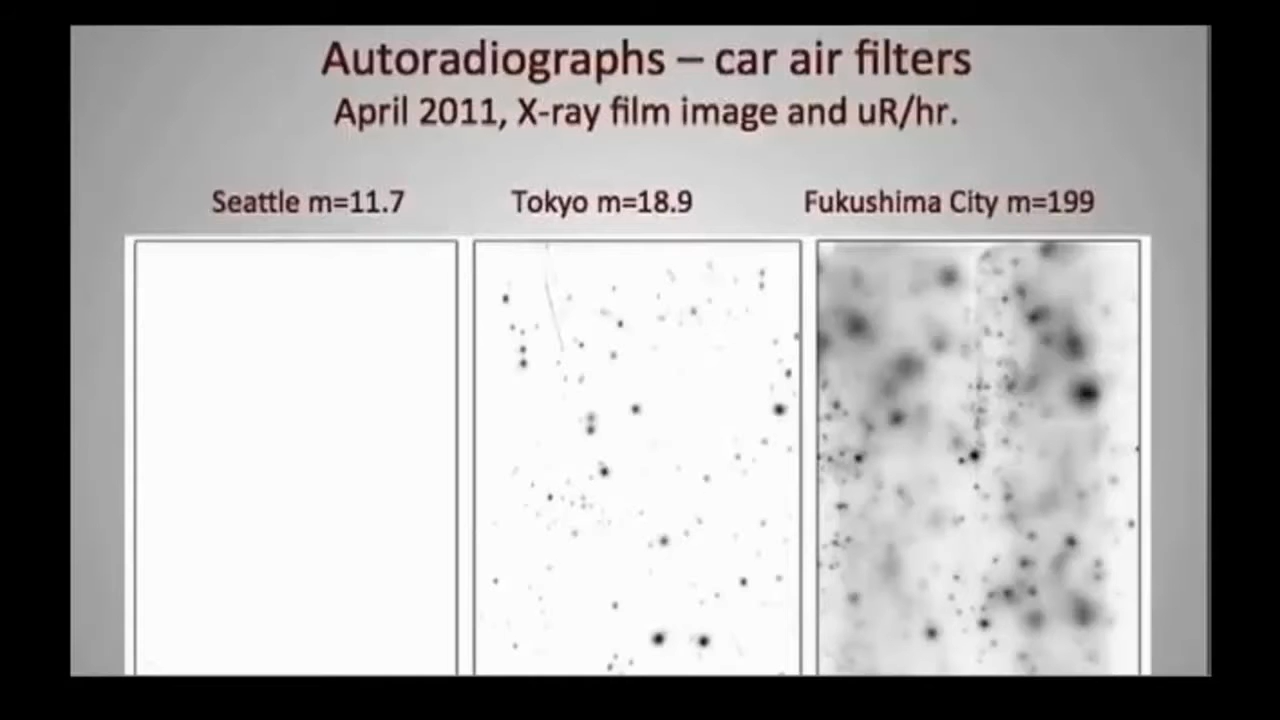 Autoradiographs – car air filters
April 2011, X-ray film image and uR/hr.
Seattle m=11.7
Tokyo m=18.9
Fukushima City m=199